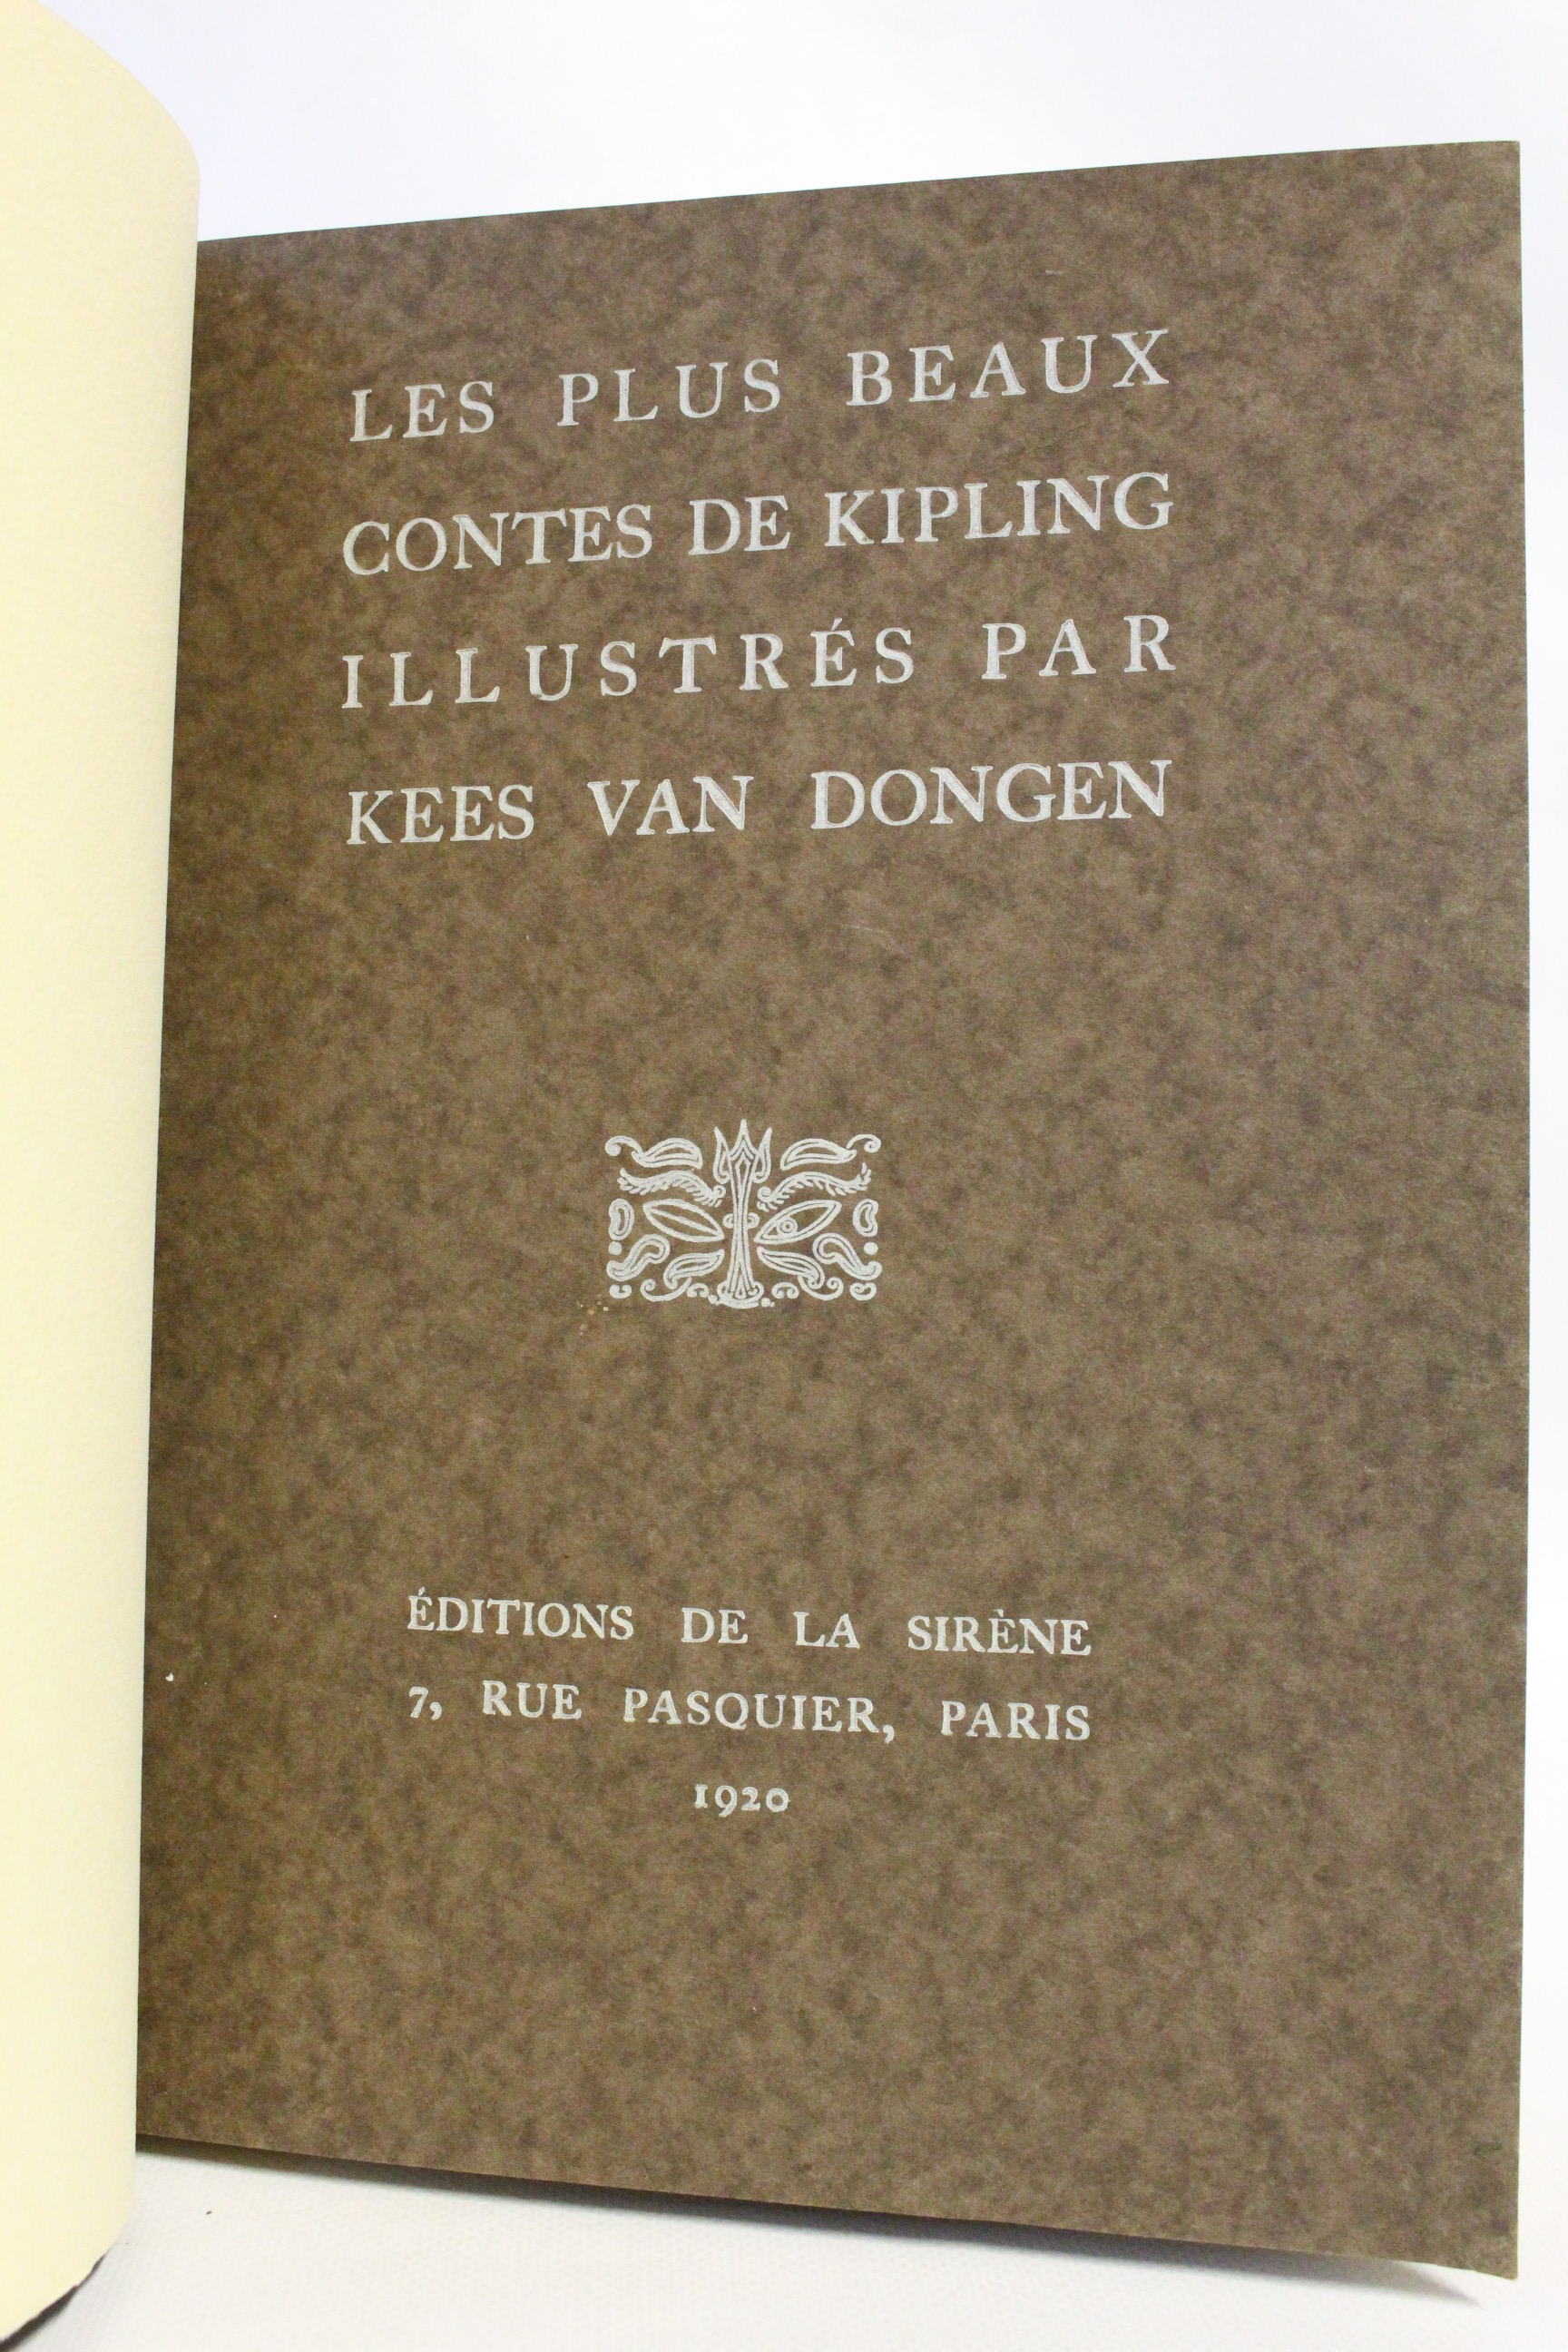 LES PLUS BEAUX
CONTES DE KIPLING
ILLUSTRÉS PAR
KEES VAN DONGEN
ÉDITIONS DE LA SIRÈNE
7, RUE PASQUIER, PARIS
1920